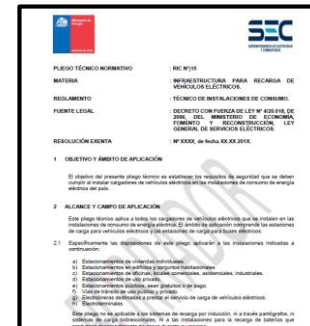 Ministerio de Energía
SEC
SUPERINTENDENCIA DE ELECTRICIDAD Y COMBUSTIBLES
PLIEGO TÉCNICO NORMATIVO : RIC N°15
MATERIA : INFRAESTRUCTURA PARA RECARGA DE
VEHÍCULOS ELÉCTRICOS.
REGLAMENTO : TÉCNICO DE INSTALACIONES DE CONSUMO.
FUENTE LEGAL : DECRETO CON FUERZA DE LEY N° 4/20.018, DE
2006, DEL MINISTERIO DE ECONOMÍA,
FOMENTO Y RECONSTRUCCIÓN, LEY
GENERAL DE SERVICIOS ELÉCTRICOS.
RESOLUCIÓN EXENTA : N° XXXX, de fecha XX.XX.201X.
1 OBJETIVO Y ÁMBITO DE APLICACIÓN
El objetivo del presente pliego técnico es establecer los requisitos de seguridad que se deben
cumplir al instalar cargadores de vehículos eléctricos en las instalaciones de consumo de energía
eléctrica del país.
2 ALCANCE Y CAMPO DE APLICACIÓN
Este pliego técnico aplica a todos los cargadores de vehículos eléctricos que se instalen en las
instalaciones de consumo de energía eléctrica. El ámbito de aplicación comprende las estaciones
de carga para vehículos eléctricos y las estaciones de carga para buses eléctricos.
2.1 Específicamente las disposiciones de este pliego aplicarán a las instalaciones indicadas a
continuación:
a) Estacionamientos de viviendas individuales.
b) Estacionamientos en edificios y conjuntos habitacionales
c) Estacionamientos de oficinas, locales comerciales, asistenciales, industriales.
d) Estacionamientos de uso privado.
e) Estacionamientos públicos, sean gratuitos o de pago.
f) Vías de tránsito de uso público y privado.
g) Electrolineras destinadas a prestar el servicio de carga de vehículos eléctricos.
h) Electroterminales
Este pliego no es aplicable a los sistemas de recarga por inducción, ni a través pantógrafos, ni
sistemas de carga bidireccionales, ni a las instalaciones para la recarga de baterías que